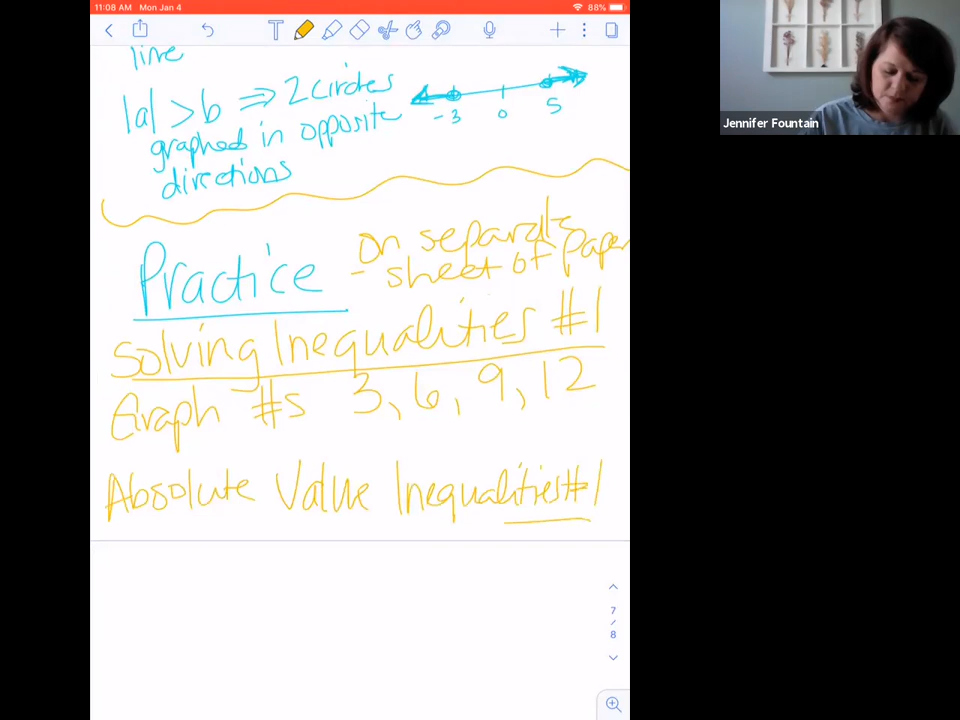 11:08 AM Mon Jan 4
88%
line
|a| > b ⇒ 2 circles
graphed in opposite
directions
-3 0 5
Practice
- on separate
sheet of paper
Solving Inequalities #1
Graph #s 3, 6, 9, 12
Absolute Value Inequalities #1
7
/
8
Jennifer Fountain